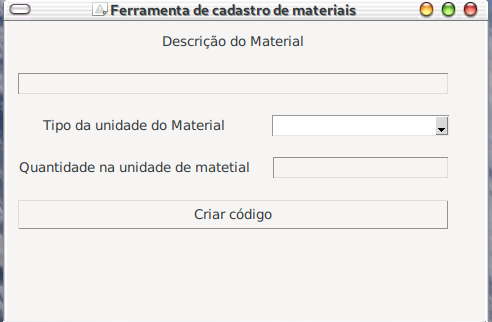 Ferramenta de cadastro de materiais
Descrição do Material
Tipo da unidade do Material
Quantidade na unidade de matetial
Criar código